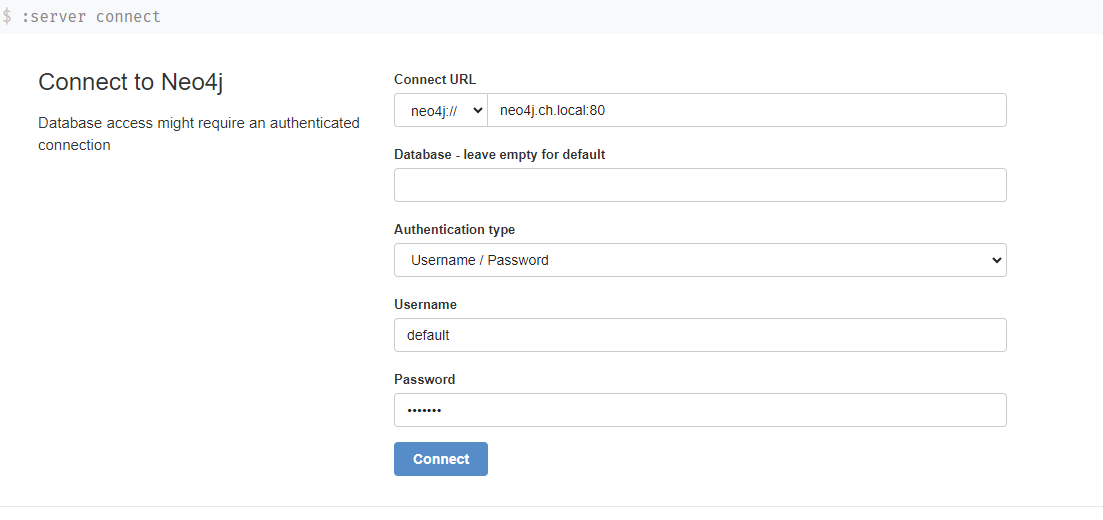 $ :server connect
Connect to Neo4j
Database access might require an authenticated
connection
Connect URL
neo4j:// neo4j.ch.local:80
Database - leave empty for default
Authentication type
Username / Password
Username
default
Password
•••••••
Connect